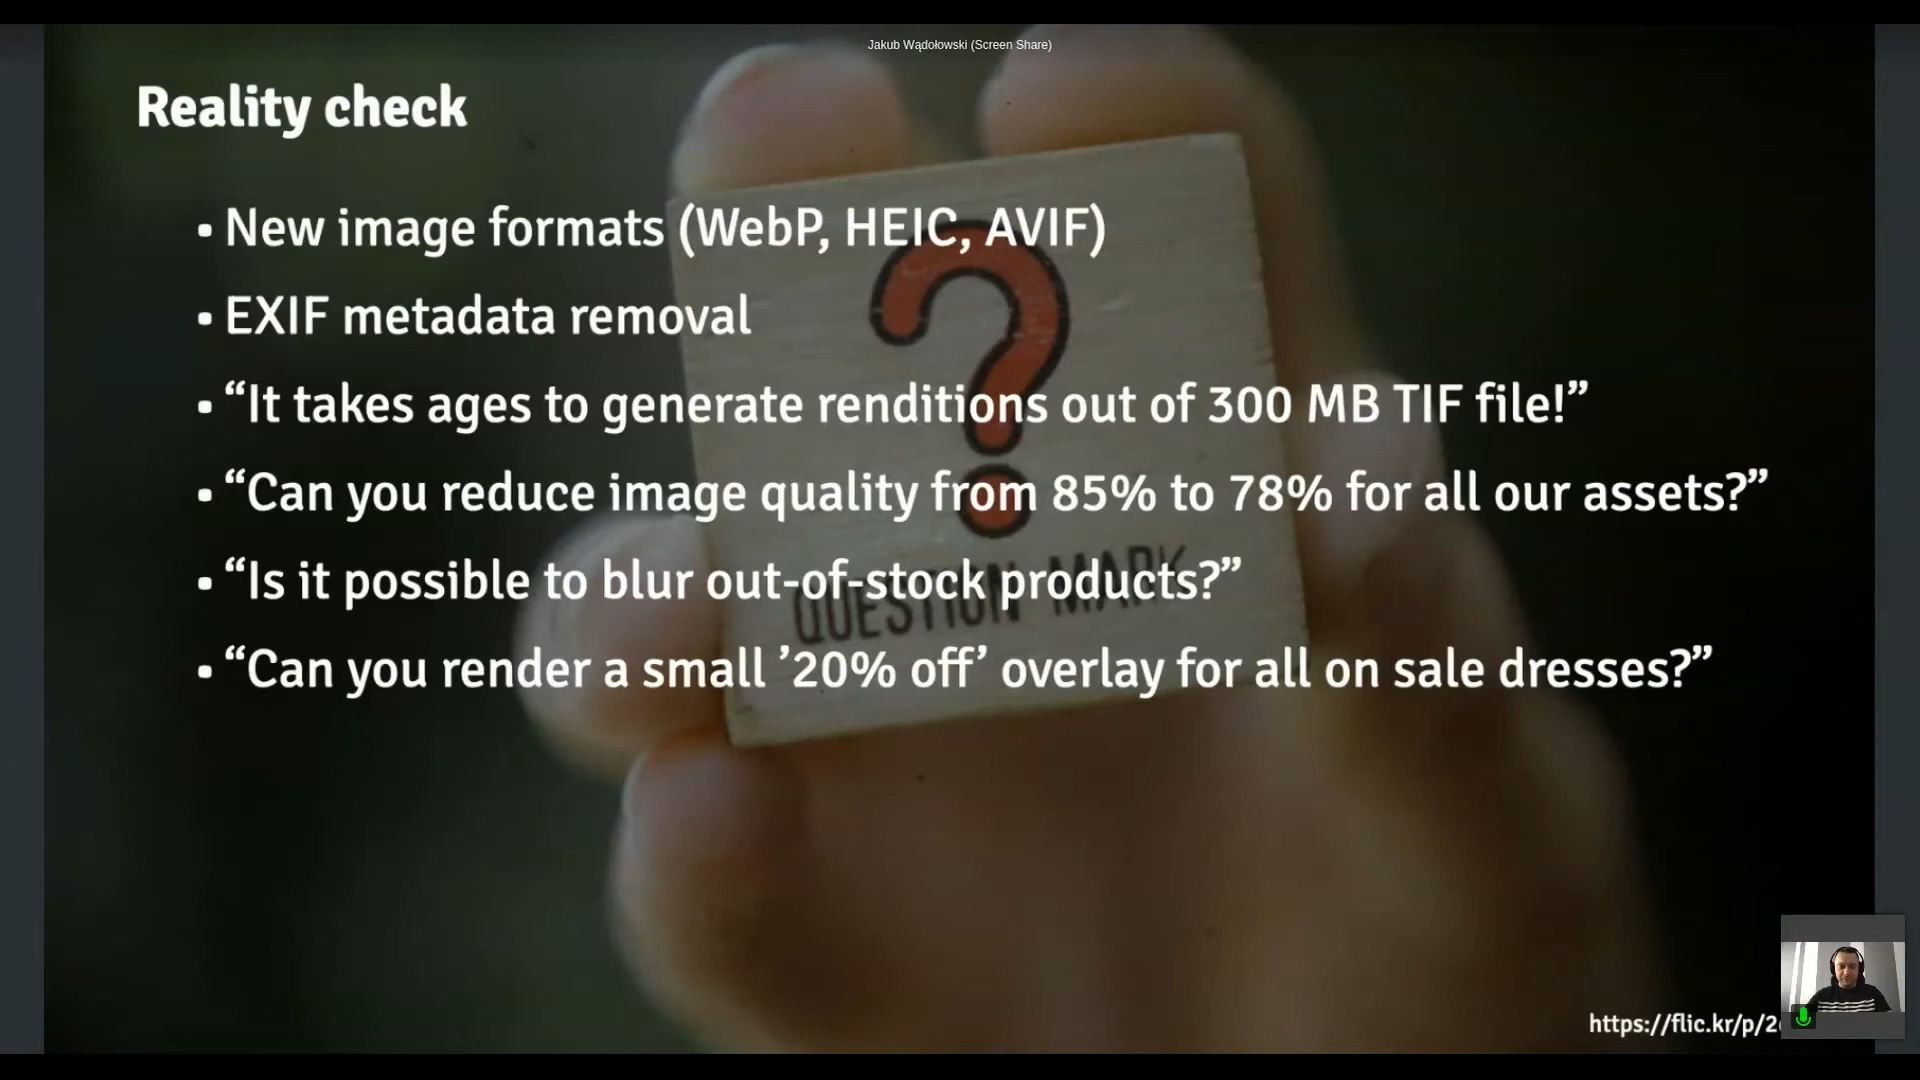 Jakub Wądołowski (Screen Share)
Reality check
• New image formats (WebP, HEIC, AVIF)
• EXIF metadata removal
• “It takes ages to generate renditions out of 300 MB TIF file!”
• “Can you reduce image quality from 85% to 78% for all our assets?”
• “Is it possible to blur out-of-stock products?”
• “Can you render a small ’20% off’ overlay for all on sale dresses?”
QUESTION MARK
https://flic.kr/p/2